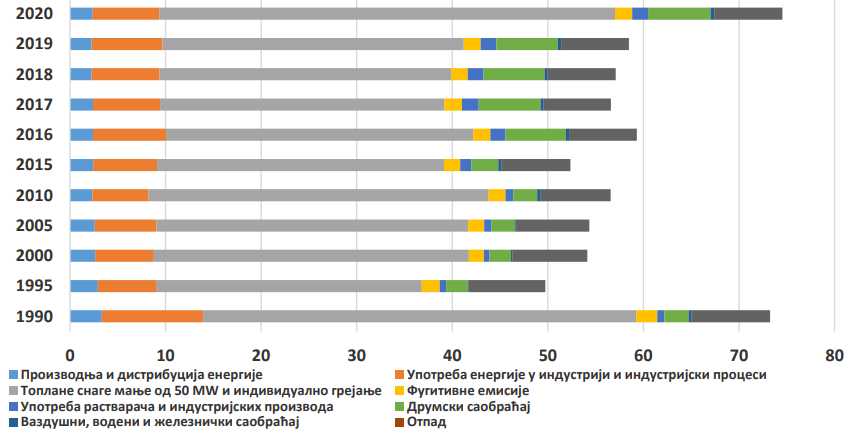 2020
2019
2018
2017
2016
2015
2010
2005
2000
1995
1990
0 10 20 30 40 50 60 70 80
Производња и дистрибуција енергије Употреба енергије у индустрији и индустријски процеси
Топлане снаге мање од 50 MW и индивидуално грејање Фугитивне емисије
Употреба растварача и индустријских производа Друмски саобраћај
Ваздушни, водени и железнички саобраћај Отпад